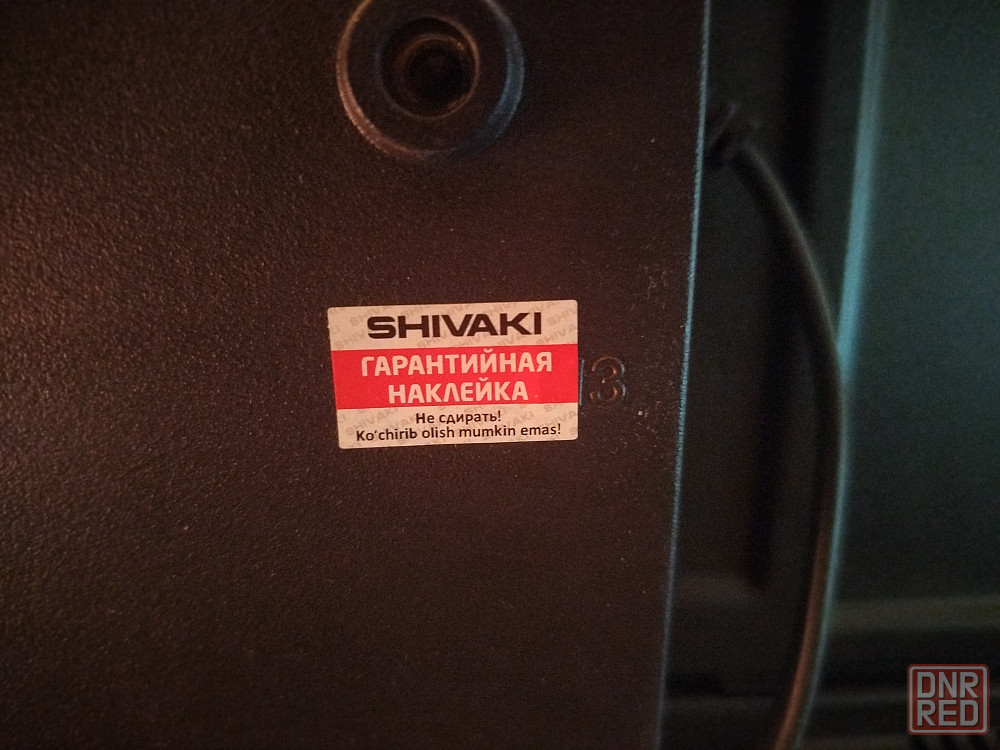 SHIVAKI
ГАРАНТИЙНАЯ
НАКЛЕЙКА
Не сдирать!
Ko'chirib olish mumkin emas!
13
DNR
RED